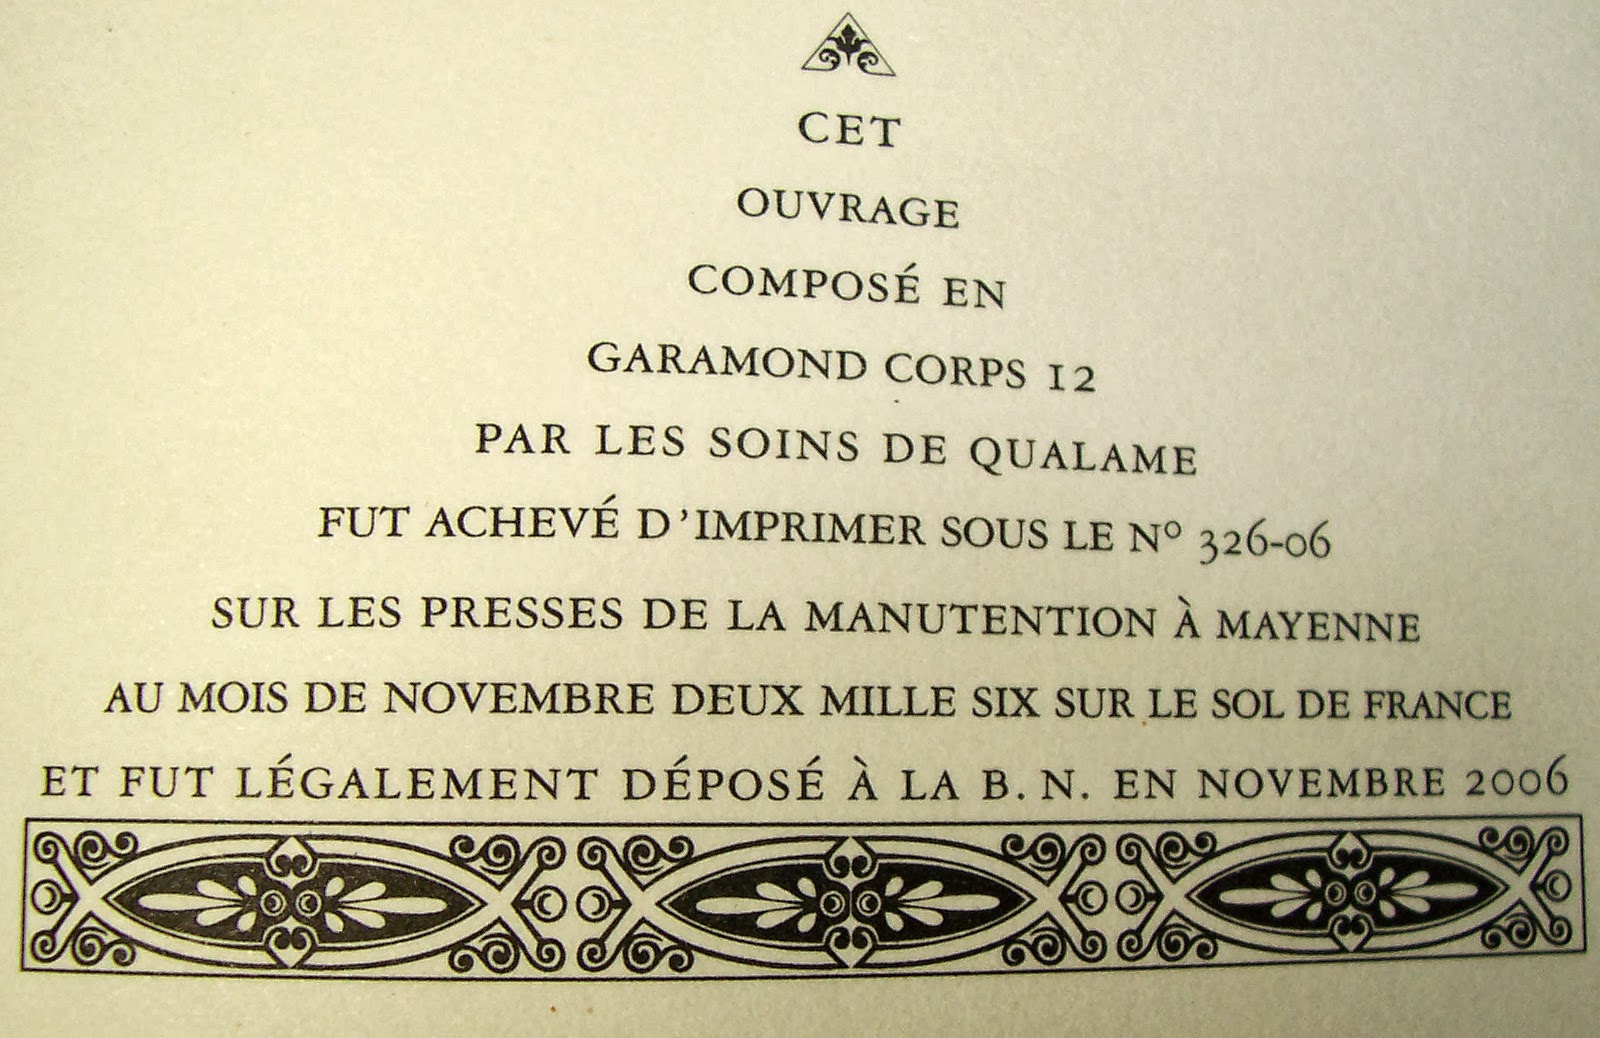 CET
OUVRAGE
COMPOSÉ EN
GARAMOND CORPS 12
PAR LES SOINS DE QUALAME
FUT ACHEVÉ D'IMPRIMER SOUS LE Nº 326-06
SUR LES PRESSES DE LA MANUTENTION À MAYENNE
AU MOIS DE NOVEMBRE DEUX MILLE SIX SUR LE SOL DE FRANCE
ET FUT LÉGALEMENT DÉPOSÉ À LA B. N. EN NOVEMBRE 2006